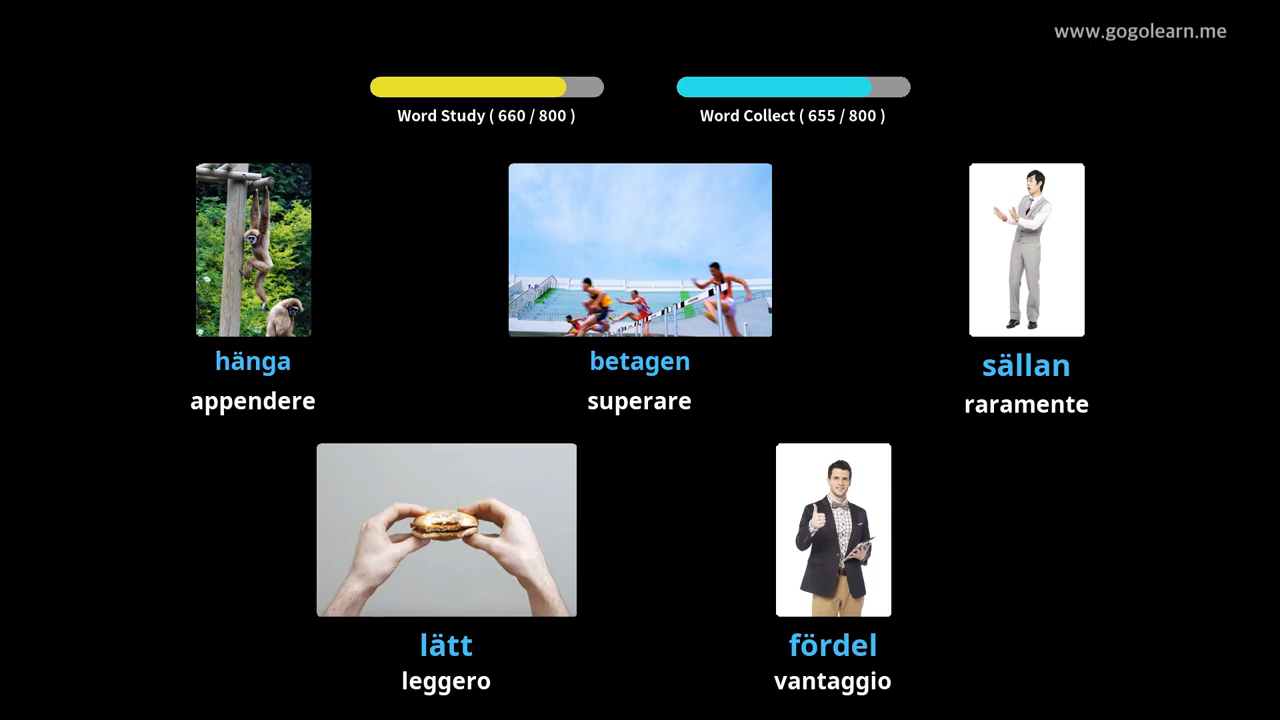 www.gogolearn.me
Word Study ( 660 / 800 )
Word Collect ( 655 / 800 )
hänga
appendere
betagen
superare
sällan
raramente
lätt
leggero
fördel
vantaggio